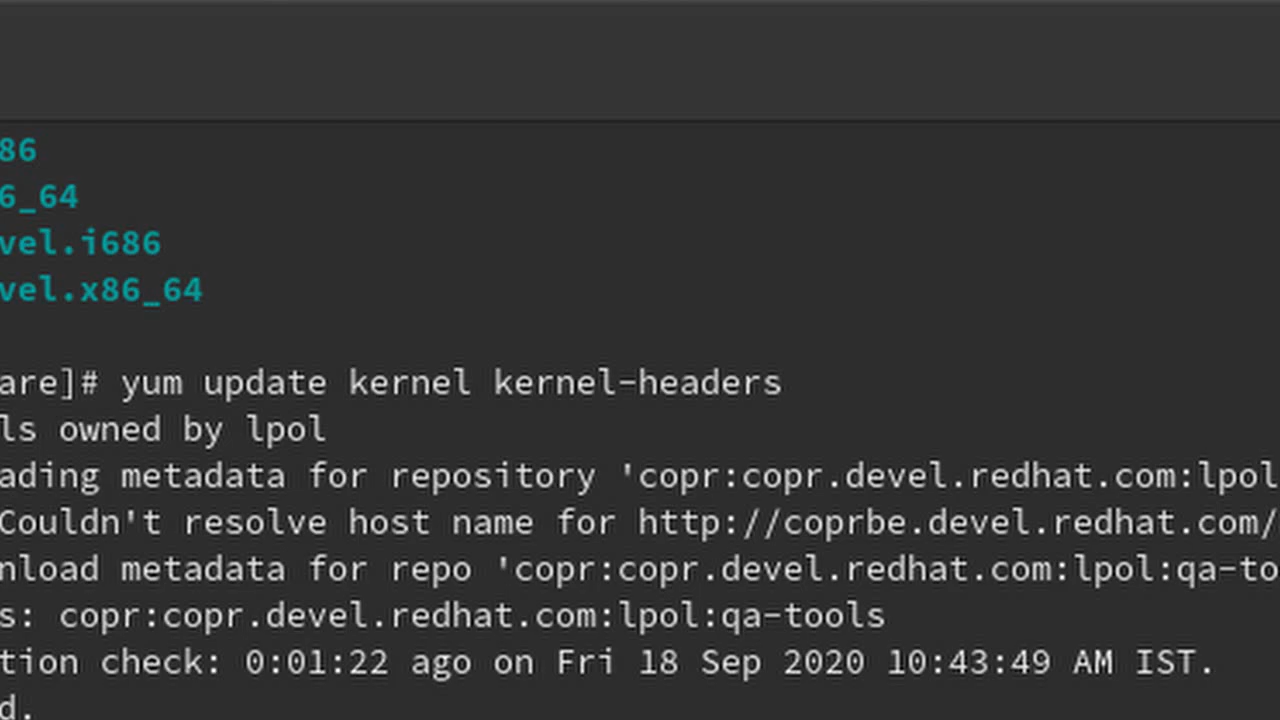 86
6_64
vel.i686
vel.x86_64
are]# yum update kernel kernel-headers
ls owned by lpol
ading metadata for repository 'copr:copr.devel.redhat.com:lpol
Couldn't resolve host name for http://coprbe.devel.redhat.com/
nload metadata for repo 'copr:copr.devel.redhat.com:lpol:qa-to
s: copr:copr.devel.redhat.com:lpol:qa-tools
tion check: 0:01:22 ago on Fri 18 Sep 2020 10:43:49 AM IST.
d.